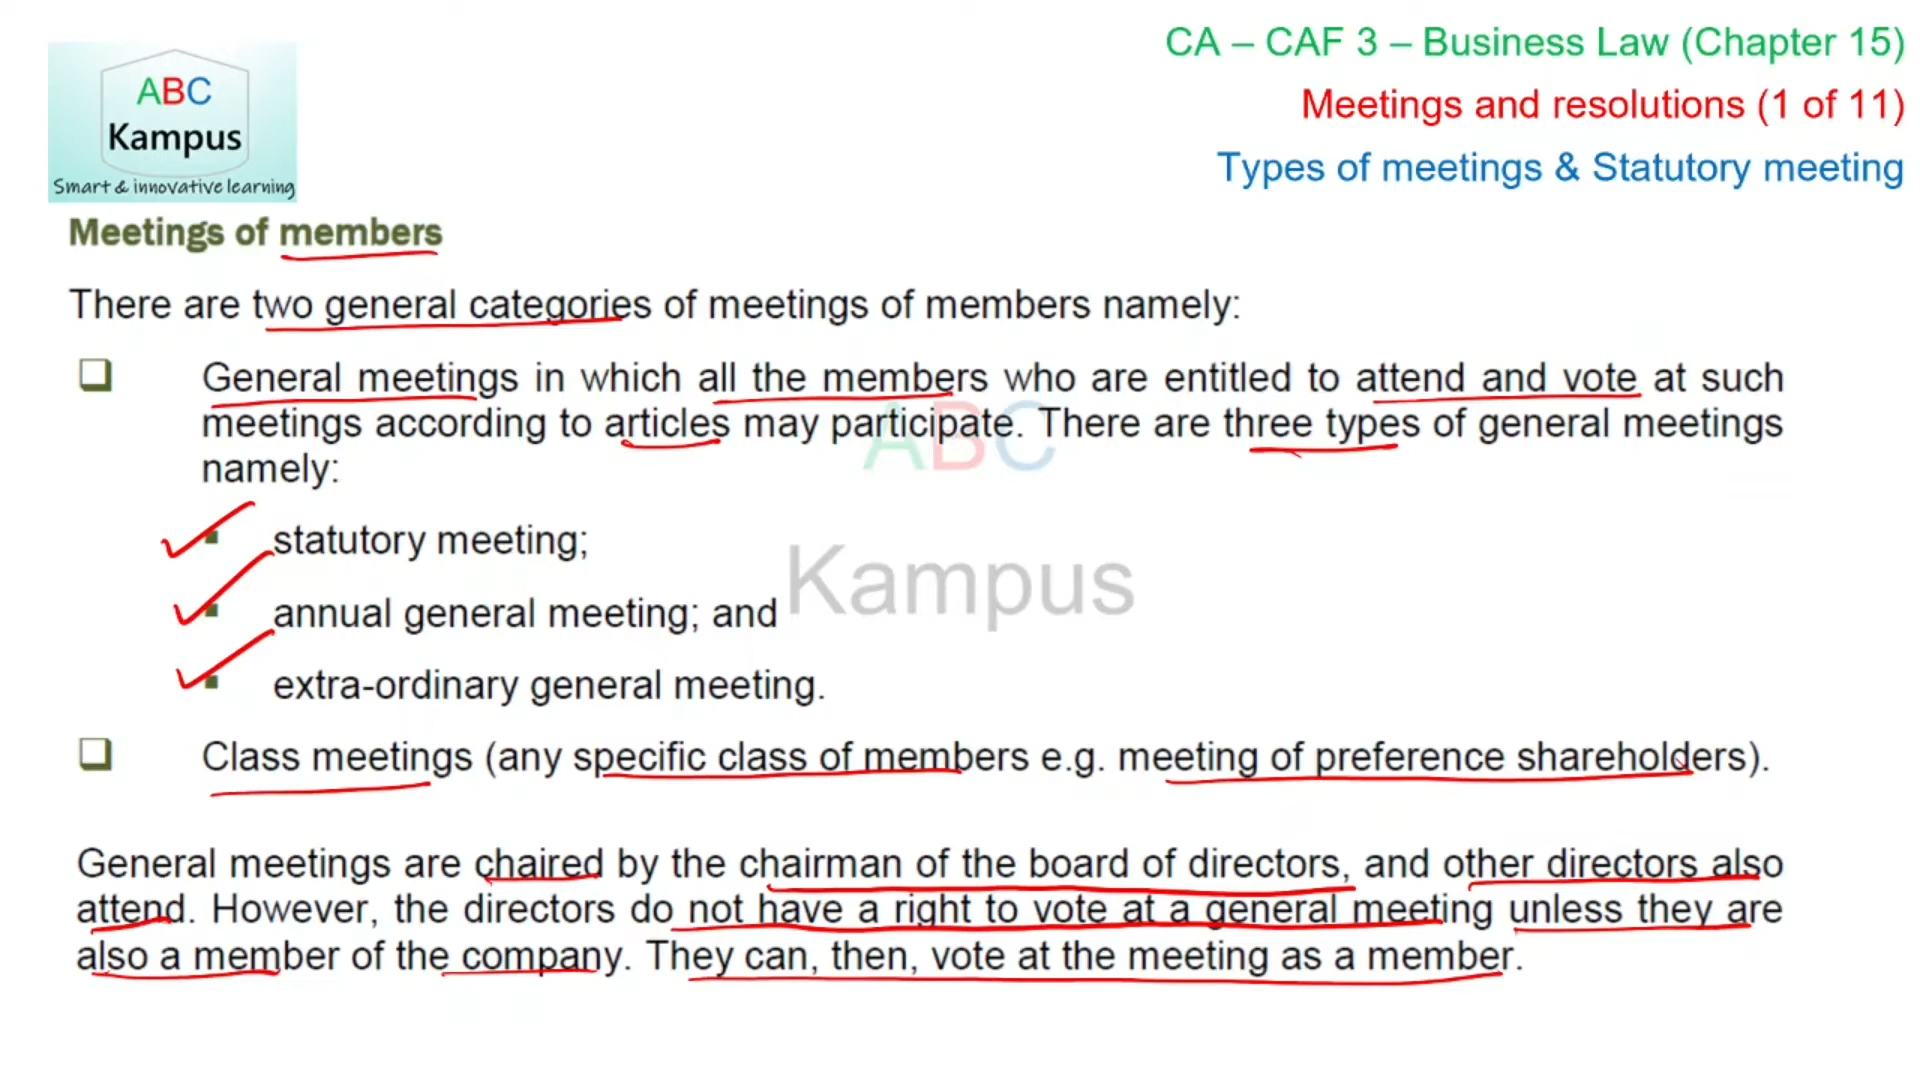 CA – CAF 3 – Business Law (Chapter 15)
Meetings and resolutions (1 of 11)
Types of meetings & Statutory meeting
ABC
Kampus
Smart & innovative learning
Meetings of members
There are two general categories of meetings of members namely:
General meetings in which all the members who are entitled to attend and vote at such
meetings according to articles may participate. There are three types of general meetings
namely:
statutory meeting;
annual general meeting; and
extra-ordinary general meeting.
Class meetings (any specific class of members e.g. meeting of preference shareholders).
General meetings are chaired by the chairman of the board of directors, and other directors also
attend. However, the directors do not have a right to vote at a general meeting unless they are
also a member of the company. They can, then, vote at the meeting as a member.
ABC
Kampus